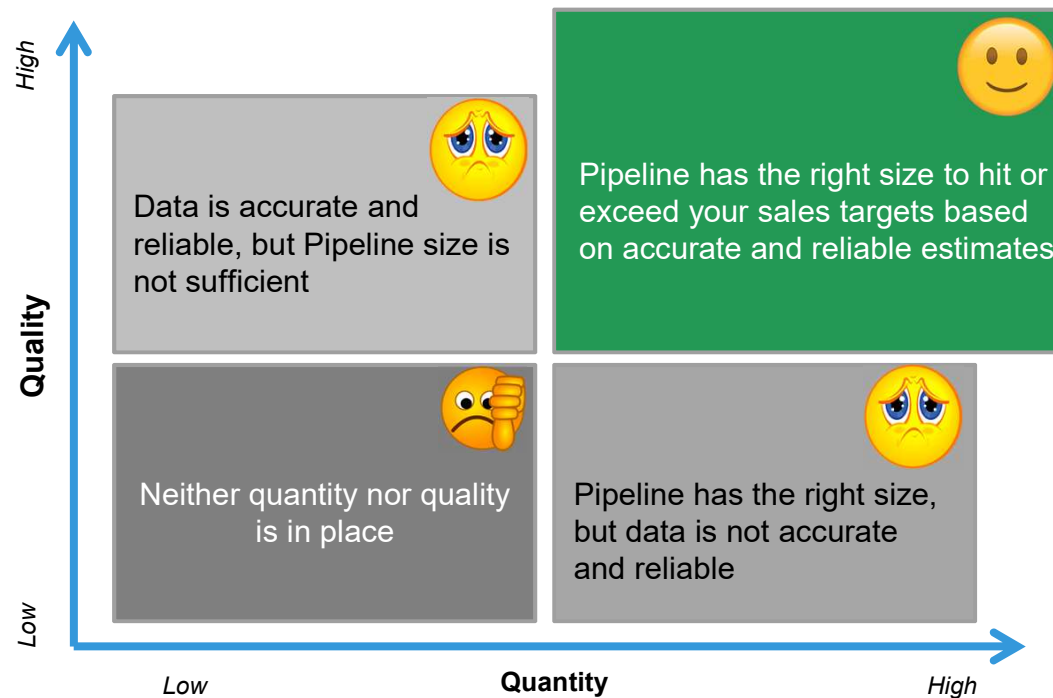 High
Data is accurate and
reliable, but Pipeline size is
not sufficient
Pipeline has the right size to hit or
exceed your sales targets based
on accurate and reliable estimates
Quality
Neither quantity nor quality
is in place
Pipeline has the right size,
but data is not accurate
and reliable
Low
Low
Quantity
High